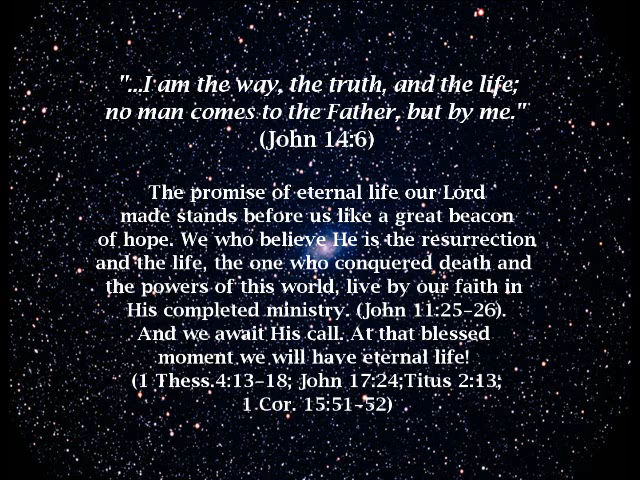 "...I am the way, the truth, and the life;
no man comes to the Father, but by me."
(John 14:6)
The promise of eternal life our Lord
made stands before us like a great beacon
of hope. We who believe He is the resurrection
and the life, the one who conquered death and
the powers of this world, live by our faith in
His completed ministry. (John 11:25-26).
And we await His call. At that blessed
moment we will have eternal life!
(1 Thess.4:13-18; John 17:24;Titus 2:13;
1 Cor. 15:51-52)